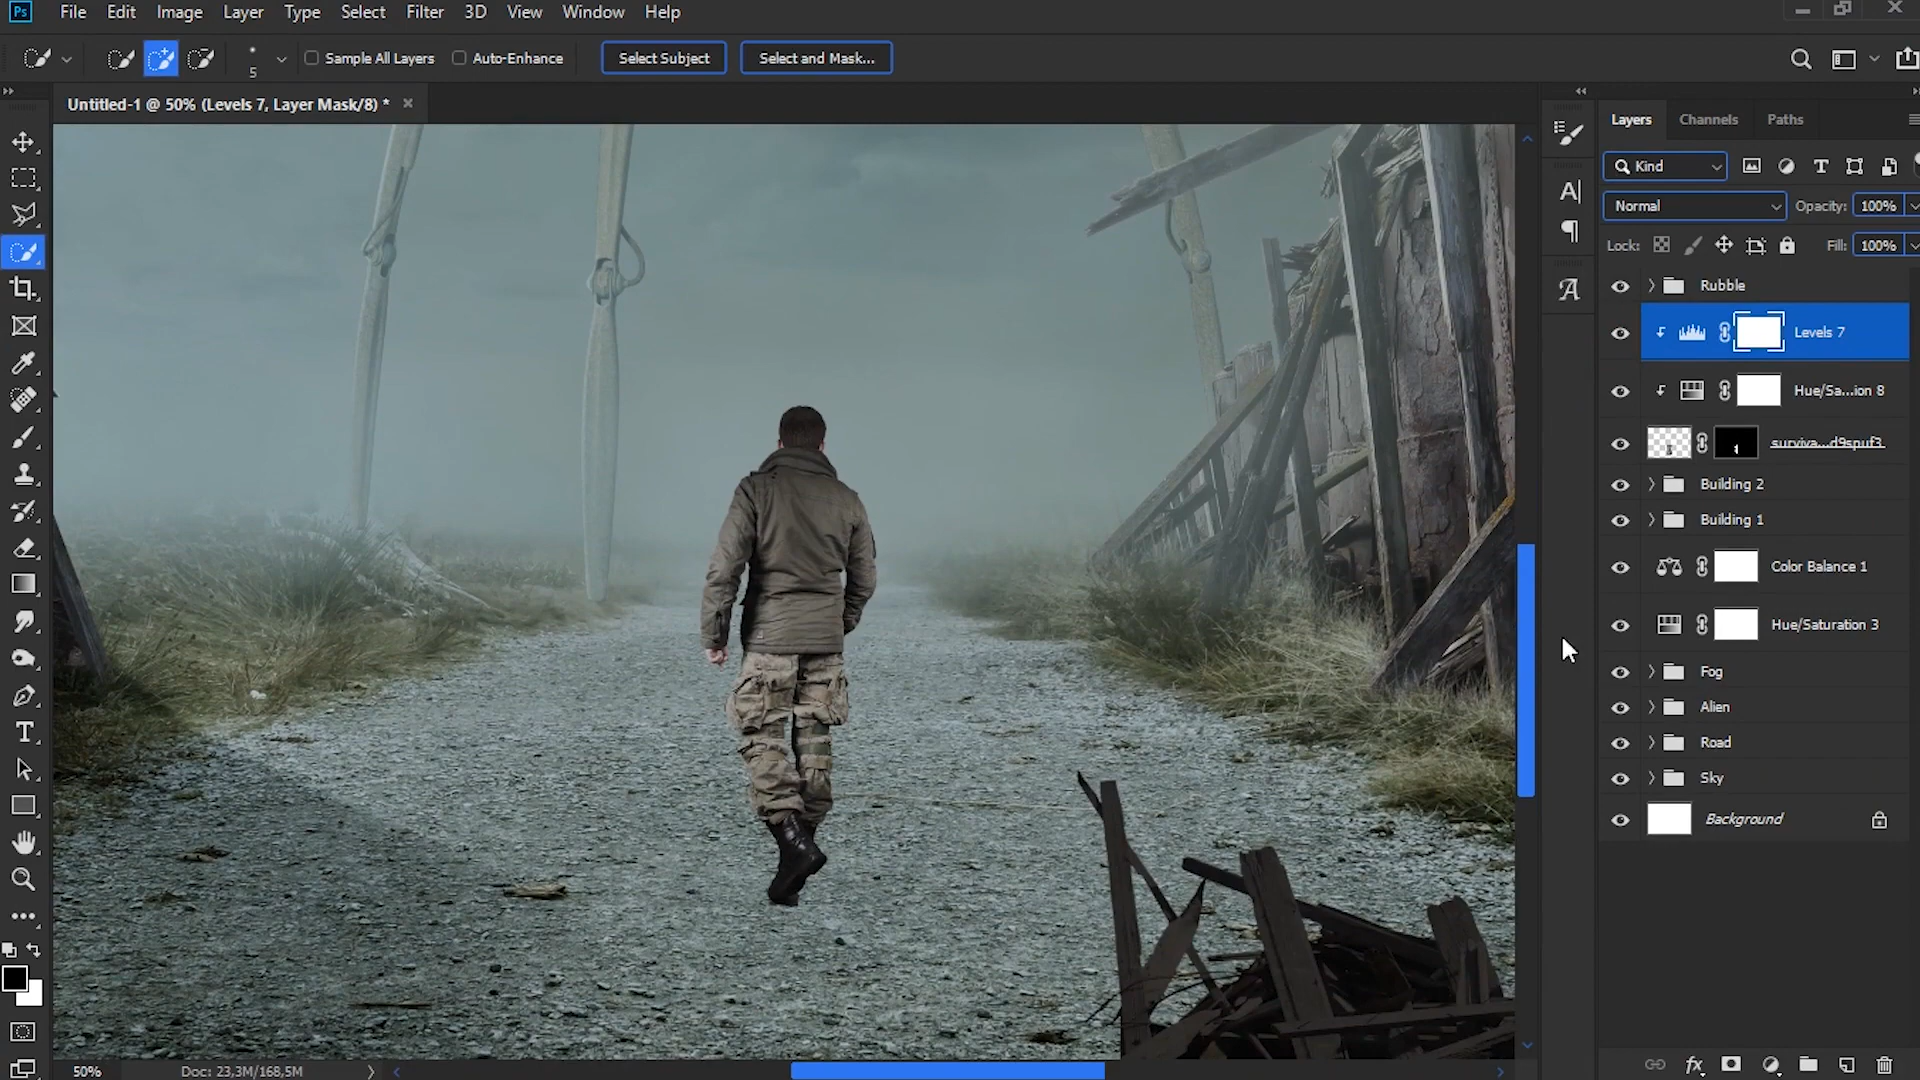 Ps File Edit Image Layer Type Select Filter 3D View Window Help
5 Sample All Layers Auto-Enhance Select Subject Select and Mask...
Untitled-1 @ 50% (Levels 7, Layer Mask/8) *
Layers Channels Paths
Kind
Normal Opacity: 100%
Lock: Fill: 100%
Rubble
Levels 7
Hue/Sa...ion 8
surviva...d9spuf3
Building 2
Building 1
Color Balance 1
Hue/Saturation 3
Fog
Alien
Road
Sky
Background
50% Doc: 23,3M/168,5M